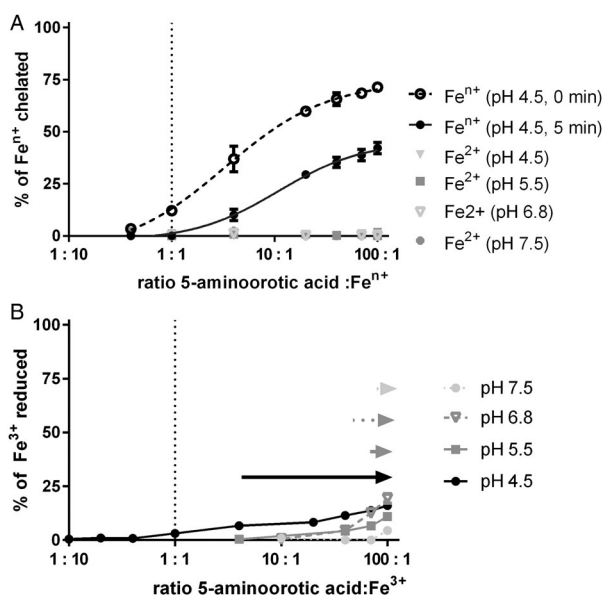 A
% of Feⁿ⁺ chelated
100
75
50
25
0
1 : 10
1 : 1
10 : 1
100 : 1
ratio 5-aminoorotic acid :Feⁿ⁺
Feⁿ⁺ (pH 4.5, 0 min)
Feⁿ⁺ (pH 4.5, 5 min)
Fe²⁺ (pH 4.5)
Fe²⁺ (pH 5.5)
Fe2+ (pH 6.8)
Fe²⁺ (pH 7.5)
B
% of Fe³⁺ reduced
100
75
50
25
0
1 : 10
1 : 1
10 : 1
100 : 1
ratio 5-aminoorotic acid:Fe³⁺
pH 7.5
pH 6.8
pH 5.5
pH 4.5